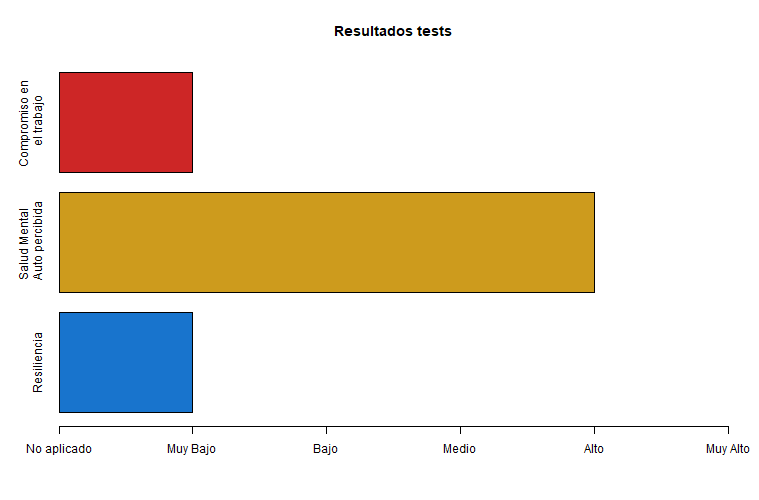 Resultados tests
Compromiso en
el trabajo
Salud Mental
Auto percibida
Resiliencia
No aplicado Muy Bajo Bajo Medio Alto Muy Alto